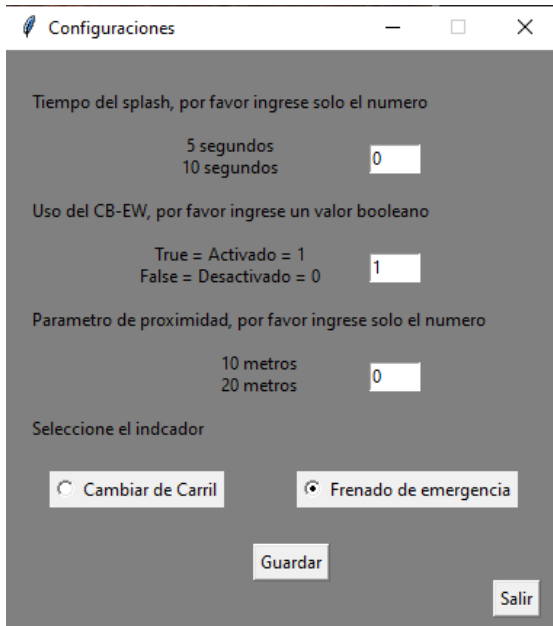 Configuraciones
Tiempo del splash, por favor ingrese solo el numero
5 segundos
10 segundos
0
Uso del CB-EW, por favor ingrese un valor booleano
True = Activado = 1
False = Desactivado = 0
1
Parametro de proximidad, por favor ingrese solo el numero
10 metros
20 metros
0
Seleccione el indcador
Cambiar de Carril
Frenado de emergencia
Guardar
Salir